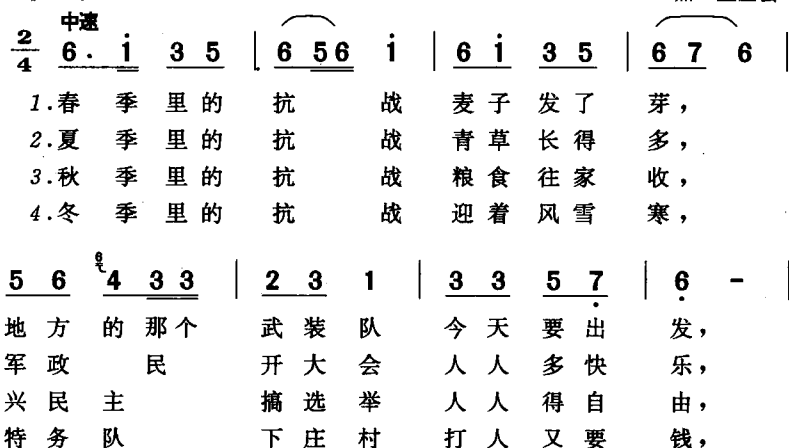 中速
2/4 6. i 3 5 | 6 5 6 i | 6 i 3 5 | 6 7 6 |
1.春季里的抗战麦子发了芽，
2.夏季里的抗战青草长得多，
3.秋季里的抗战粮食往家收，
4.冬季里的抗战迎着风雪寒，
6
5 6 4 3 3 | 2 3 1 | 3 3 5 7 | 6 - |
地方的那个武装队今天要出发，
军政民开大会人人多快乐，
兴民主搞选举人人得自由，
特务队下庄村打人又要钱，